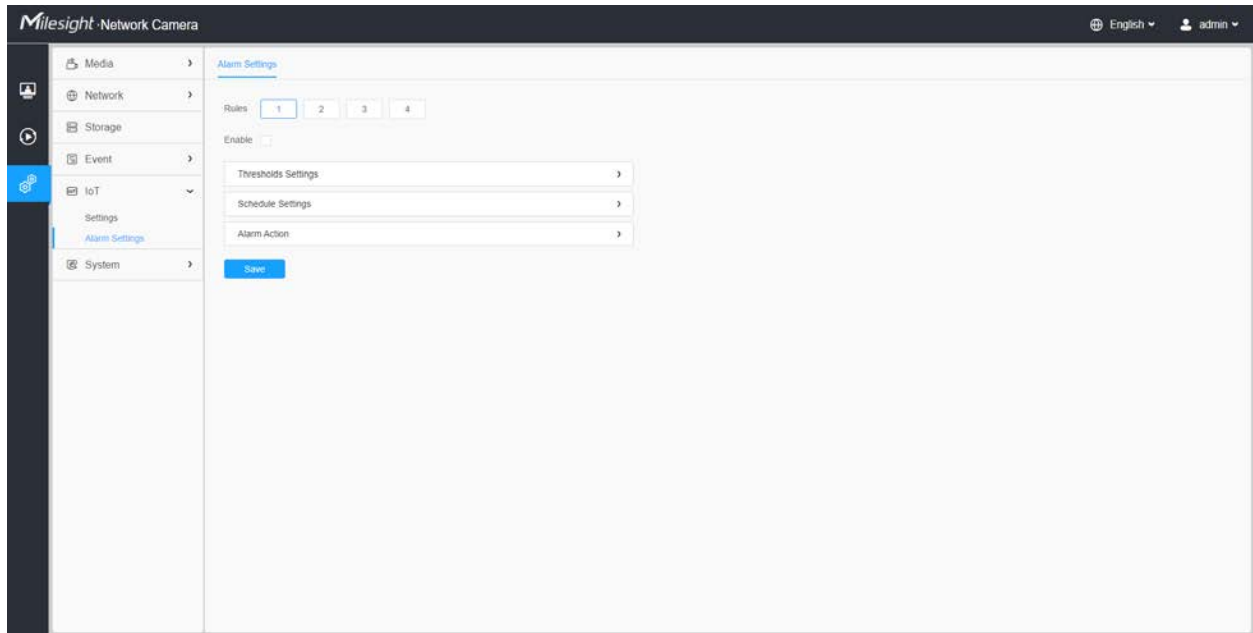 Milesight Network Camera
English
admin
Media
Network
Storage
Event
IoT
Settings
Alarm Settings
System
Alarm Settings
Rules 1 2 3 4
Enable
Thresholds Settings
Schedule Settings
Alarm Action
Save